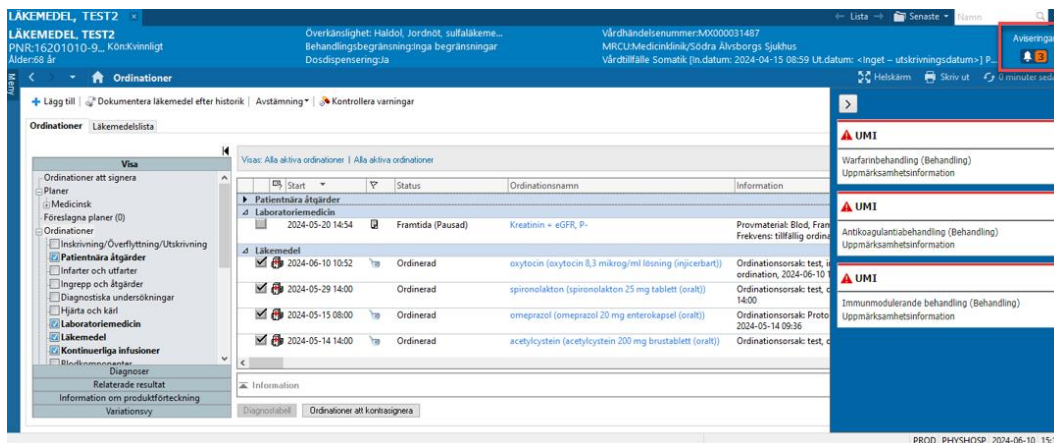 LÄKEMEDEL, TEST2 ×
← Lista → Senaste Namn
LÄKEMEDEL, TEST2
PNR:16201010-9... Kön:Kvinnligt
Ålder:68 år
Överkänslighet: Haldol, Jordnöt, sulfaläkeme...
Behandlingsbegränsning:Inga begränsningar
Dosdispensering:Ja
Vårdhändelsenummer:MX000031487
MRCU:Medicinklinik/Södra Älvsborgs Sjukhus
Vårdtillfälle Somatik [In.datum: 2024-04-15 08:59 Ut.datum: <Inget – utskrivningsdatum>] P...
Aviseringar
3
Meny
Ordinationer
Helskärm Skriv ut 0 minuter seda
Lägg till | Dokumentera läkemedel efter historik | Avstämning | Kontrollera varningar
Ordinationer Läkemedelslista
Visa
Ordinationer att signera
Planer
Medicinsk
Föreslagna planer (0)
Ordinationer
Inskrivning/Överflyttning/Utskrivning
Patientnära åtgärder
Infarter och utfarter
Ingrepp och åtgärder
Diagnostiska undersökningar
Hjärta och kärl
Laboratoriemedicin
Läkemedel
Kontinuerliga infusioner
Blodkomponenter
Diagnoser
Relaterade resultat
Information om produktförteckning
Variationsvy
Visas: Alla aktiva ordinationer | Alla aktiva ordinationer
Start Status Ordinationsnamn Information
Patientnära åtgärder
Laboratoriemedicin
2024-05-20 14:54 Framtida (Pausad) Kreatinin + eGFR, P- Provmaterial: Blod, Fram
Frekvens: tillfällig ordina
Läkemedel
2024-06-10 10:52 Ordinerad oxytocin (oxytocin 8,3 mikrog/ml lösning (injicerbart)) Ordinationsorsak: test, i
ordination, 2024-06-10 1
2024-05-29 14:00 Ordinerad spironolakton (spironolakton 25 mg tablett (oralt)) Ordinationsorsak: test, d
14:00
2024-05-15 08:00 Ordinerad omeprazol (omeprazol 20 mg enterokapsel (oralt)) Ordinationsorsak: Proto
2024-05-14 09:36
2024-05-14 14:00 Ordinerad acetylcystein (acetylcystein 200 mg brustablett (oralt)) Ordinationsorsak: test, d
Information
Diagnostabell Ordinationer att kontrasignera
UMI
Warfarinbehandling (Behandling)
Uppmärksamhetsinformation
UMI
Antikoagulantiabehandling (Behandling)
Uppmärksamhetsinformation
UMI
Immunmodulerande behandling (Behandling)
Uppmärksamhetsinformation
PROD PHYSHOSP 2024-06-10 15: